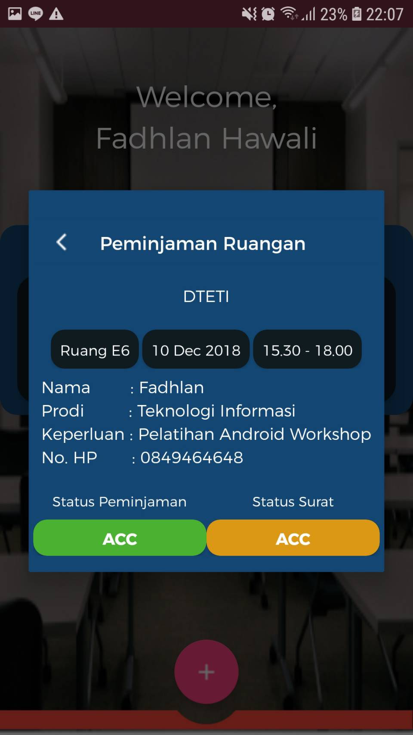 LINE 23% 22:07
Welcome,
Fadhlan Hawali
Peminjaman Ruangan
DTETI
Ruang E6 10 Dec 2018 15.30 - 18.00
Nama : Fadhlan
Prodi : Teknologi Informasi
Keperluan : Pelatihan Android Workshop
No. HP : 0849464648
Status Peminjaman Status Surat
ACC ACC
+